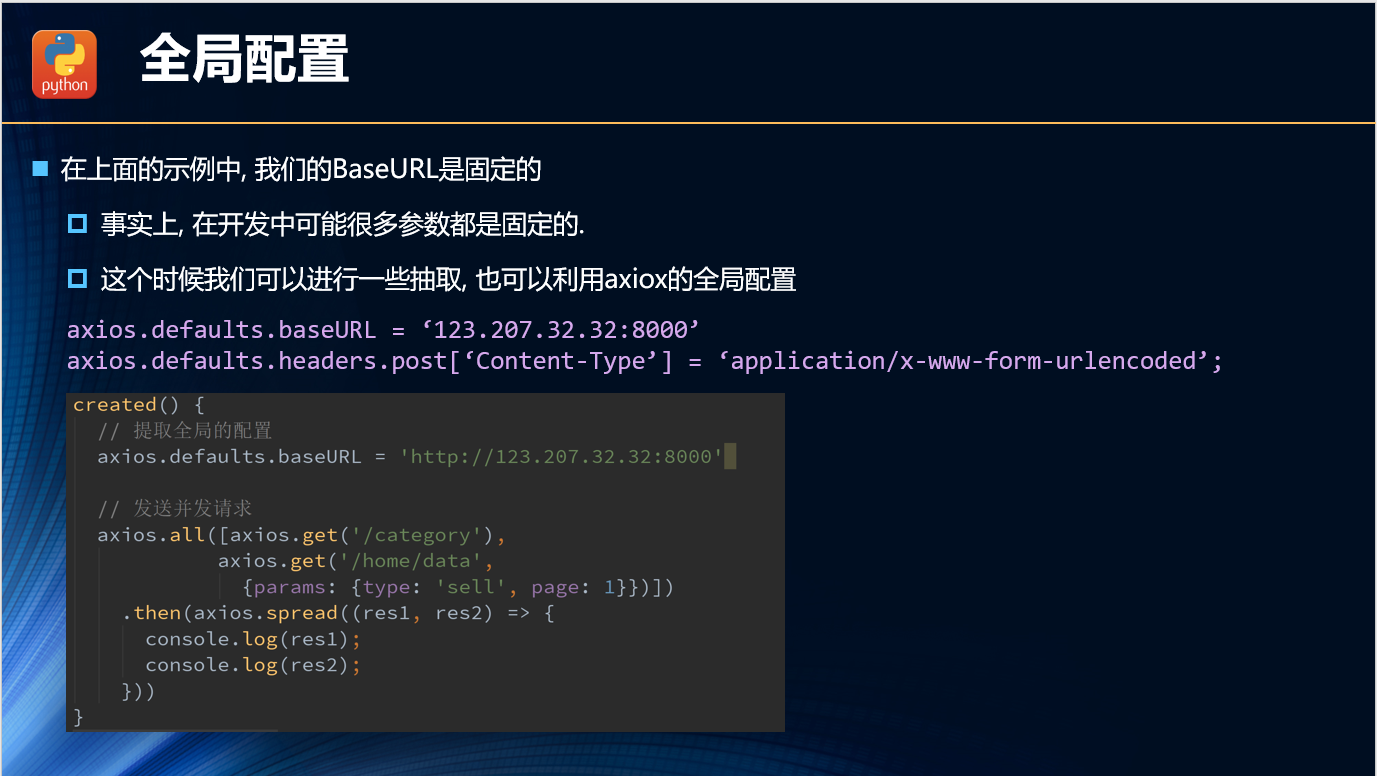 python
全局配置
在上面的示例中, 我们的BaseURL是固定的
事实上, 在开发中可能很多参数都是固定的.
这个时候我们可以进行一些抽取, 也可以利用axiox的全局配置
axios.defaults.baseURL = ‘123.207.32.32:8000’
axios.defaults.headers.post[‘Content-Type’] = ‘application/x-www-form-urlencoded’;
created() {
// 提取全局的配置
axios.defaults.baseURL = 'http://123.207.32.32:8000'
// 发送并发请求
axios.all([axios.get('/category'),
axios.get('/home/data',
{params: {type: 'sell', page: 1}})])
.then(axios.spread((res1, res2) => {
console.log(res1);
console.log(res2);
}))
}